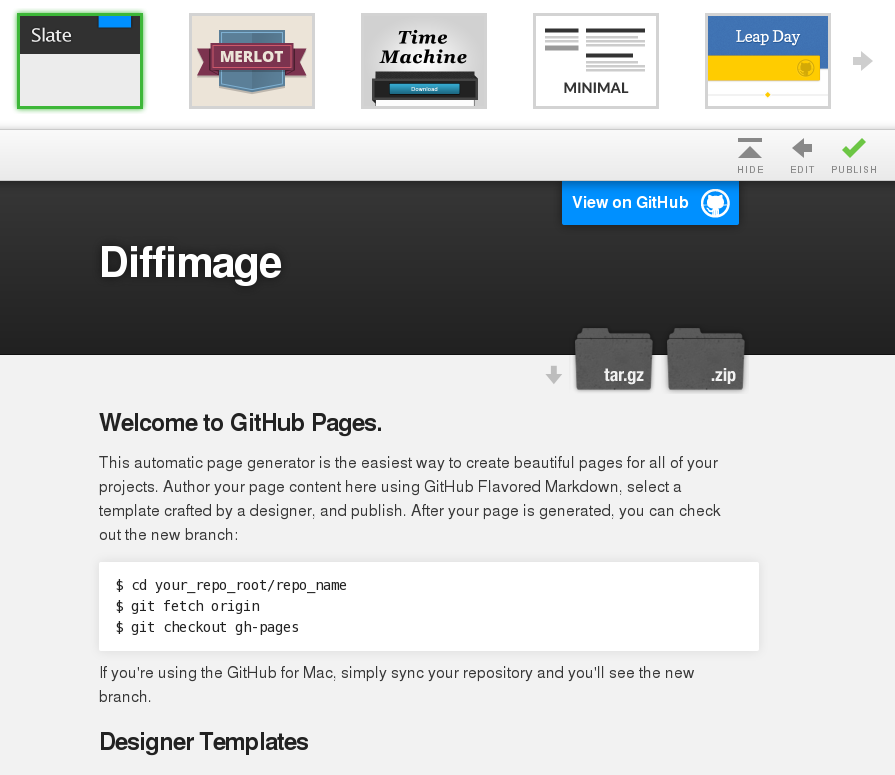 Slate
MERLOT
Time
Machine
Download
MINIMAL
Leap Day
HIDE
EDIT
PUBLISH
View on GitHub
Diffimage
tar.gz
.zip
Welcome to GitHub Pages.
This automatic page generator is the easiest way to create beautiful pages for all of your
projects. Author your page content here using GitHub Flavored Markdown, select a
template crafted by a designer, and publish. After your page is generated, you can check
out the new branch:
$ cd your_repo_root/repo_name
$ git fetch origin
$ git checkout gh-pages
If you're using the GitHub for Mac, simply sync your repository and you'll see the new
branch.
Designer Templates